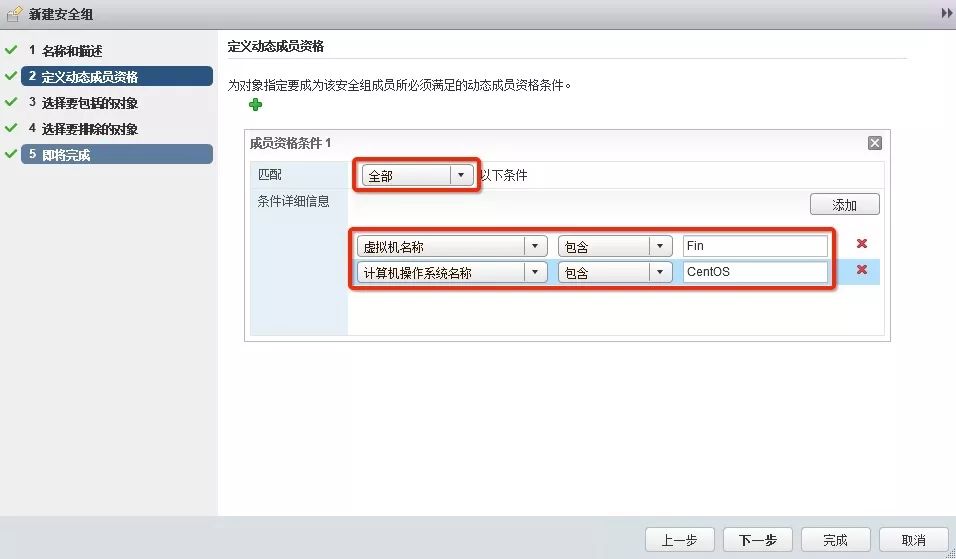 新建安全组
1 名称和描述
2 定义动态成员资格
3 选择要包括的对象
4 选择要排除的对象
5 即将完成
定义动态成员资格
为对象指定要成为该安全组成员所必须满足的动态成员资格条件。
成员资格条件 1
匹配 全部 以下条件
条件详细信息
添加
虚拟机名称 包含 Fin
计算机操作系统名称 包含 CentOS
上一步 下一步 完成 取消